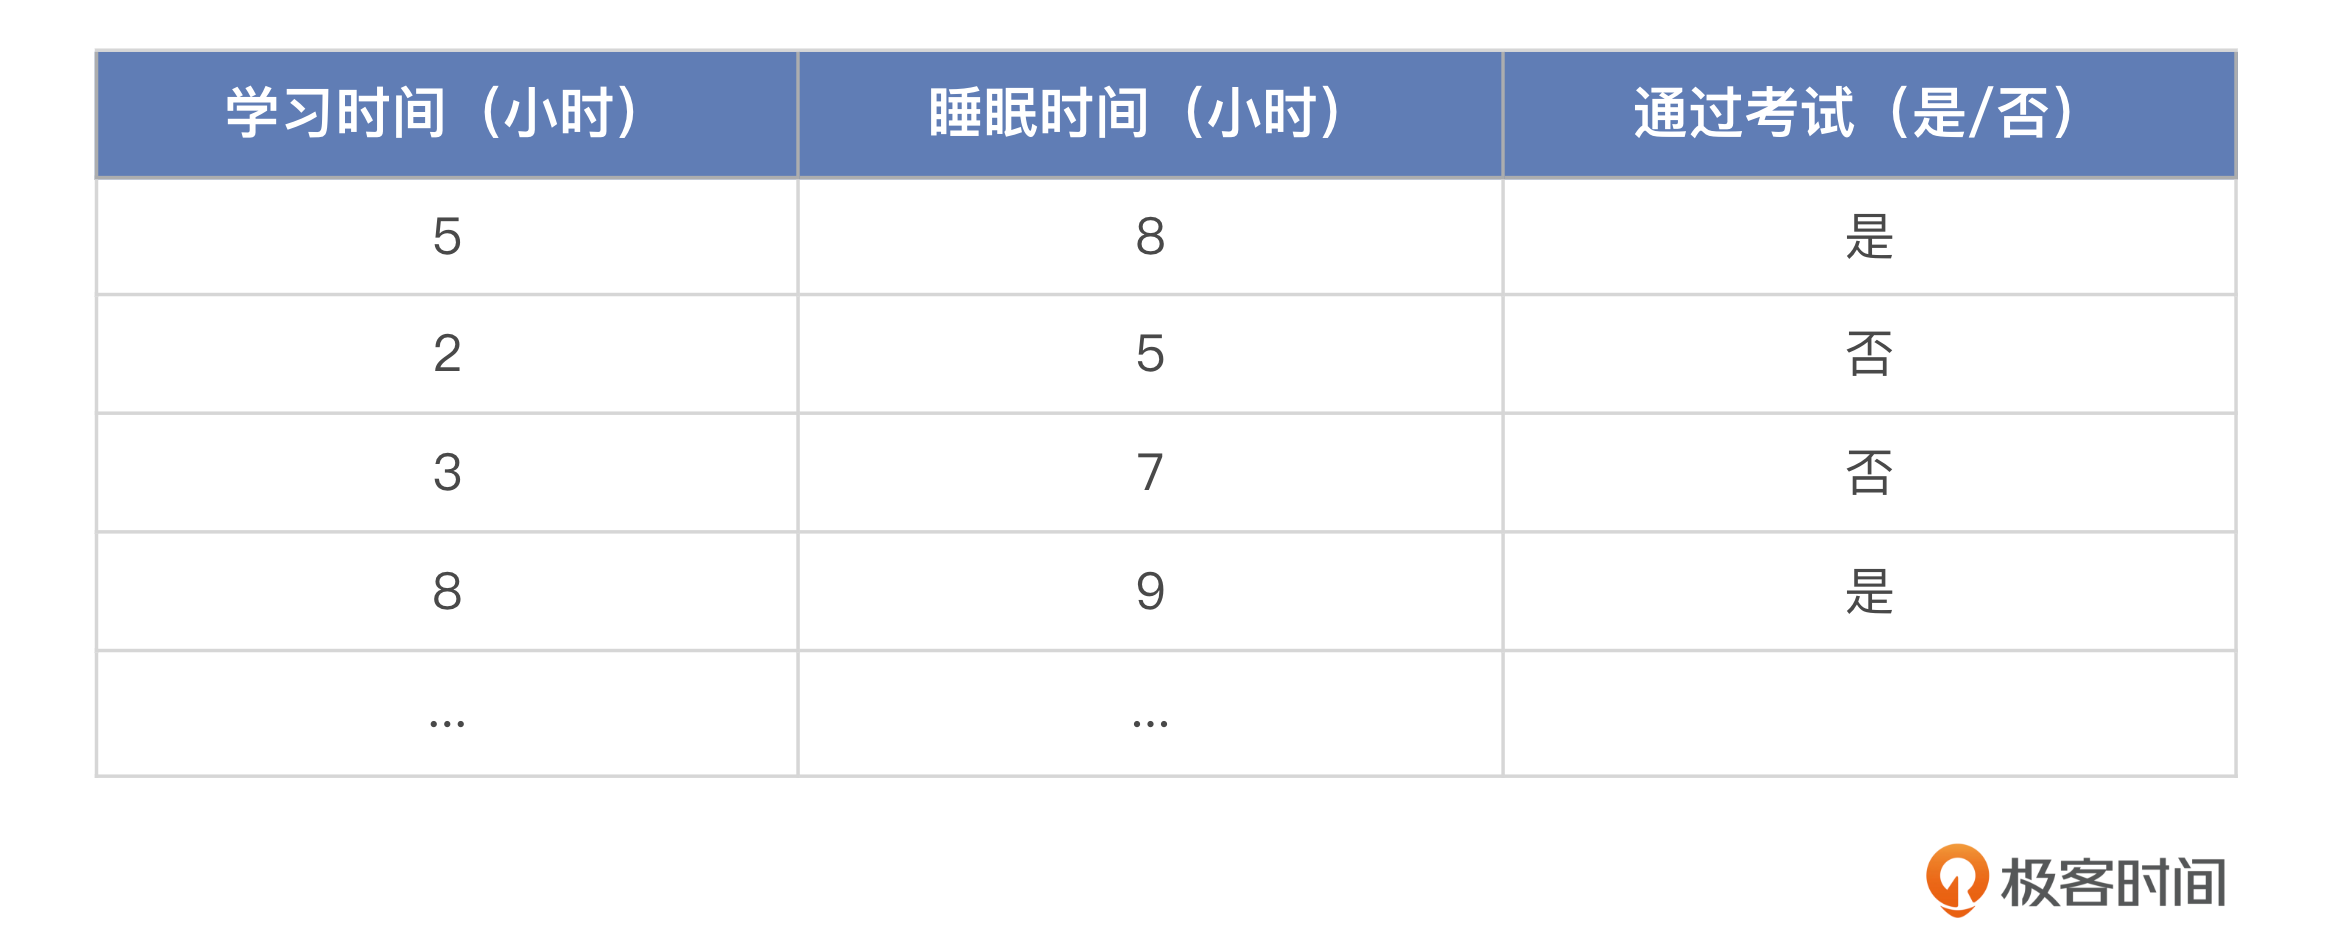 学习时间（小时） 睡眠时间（小时） 通过考试（是/否）
5 8 是
2 5 否
3 7 否
8 9 是
... ...
极客时间